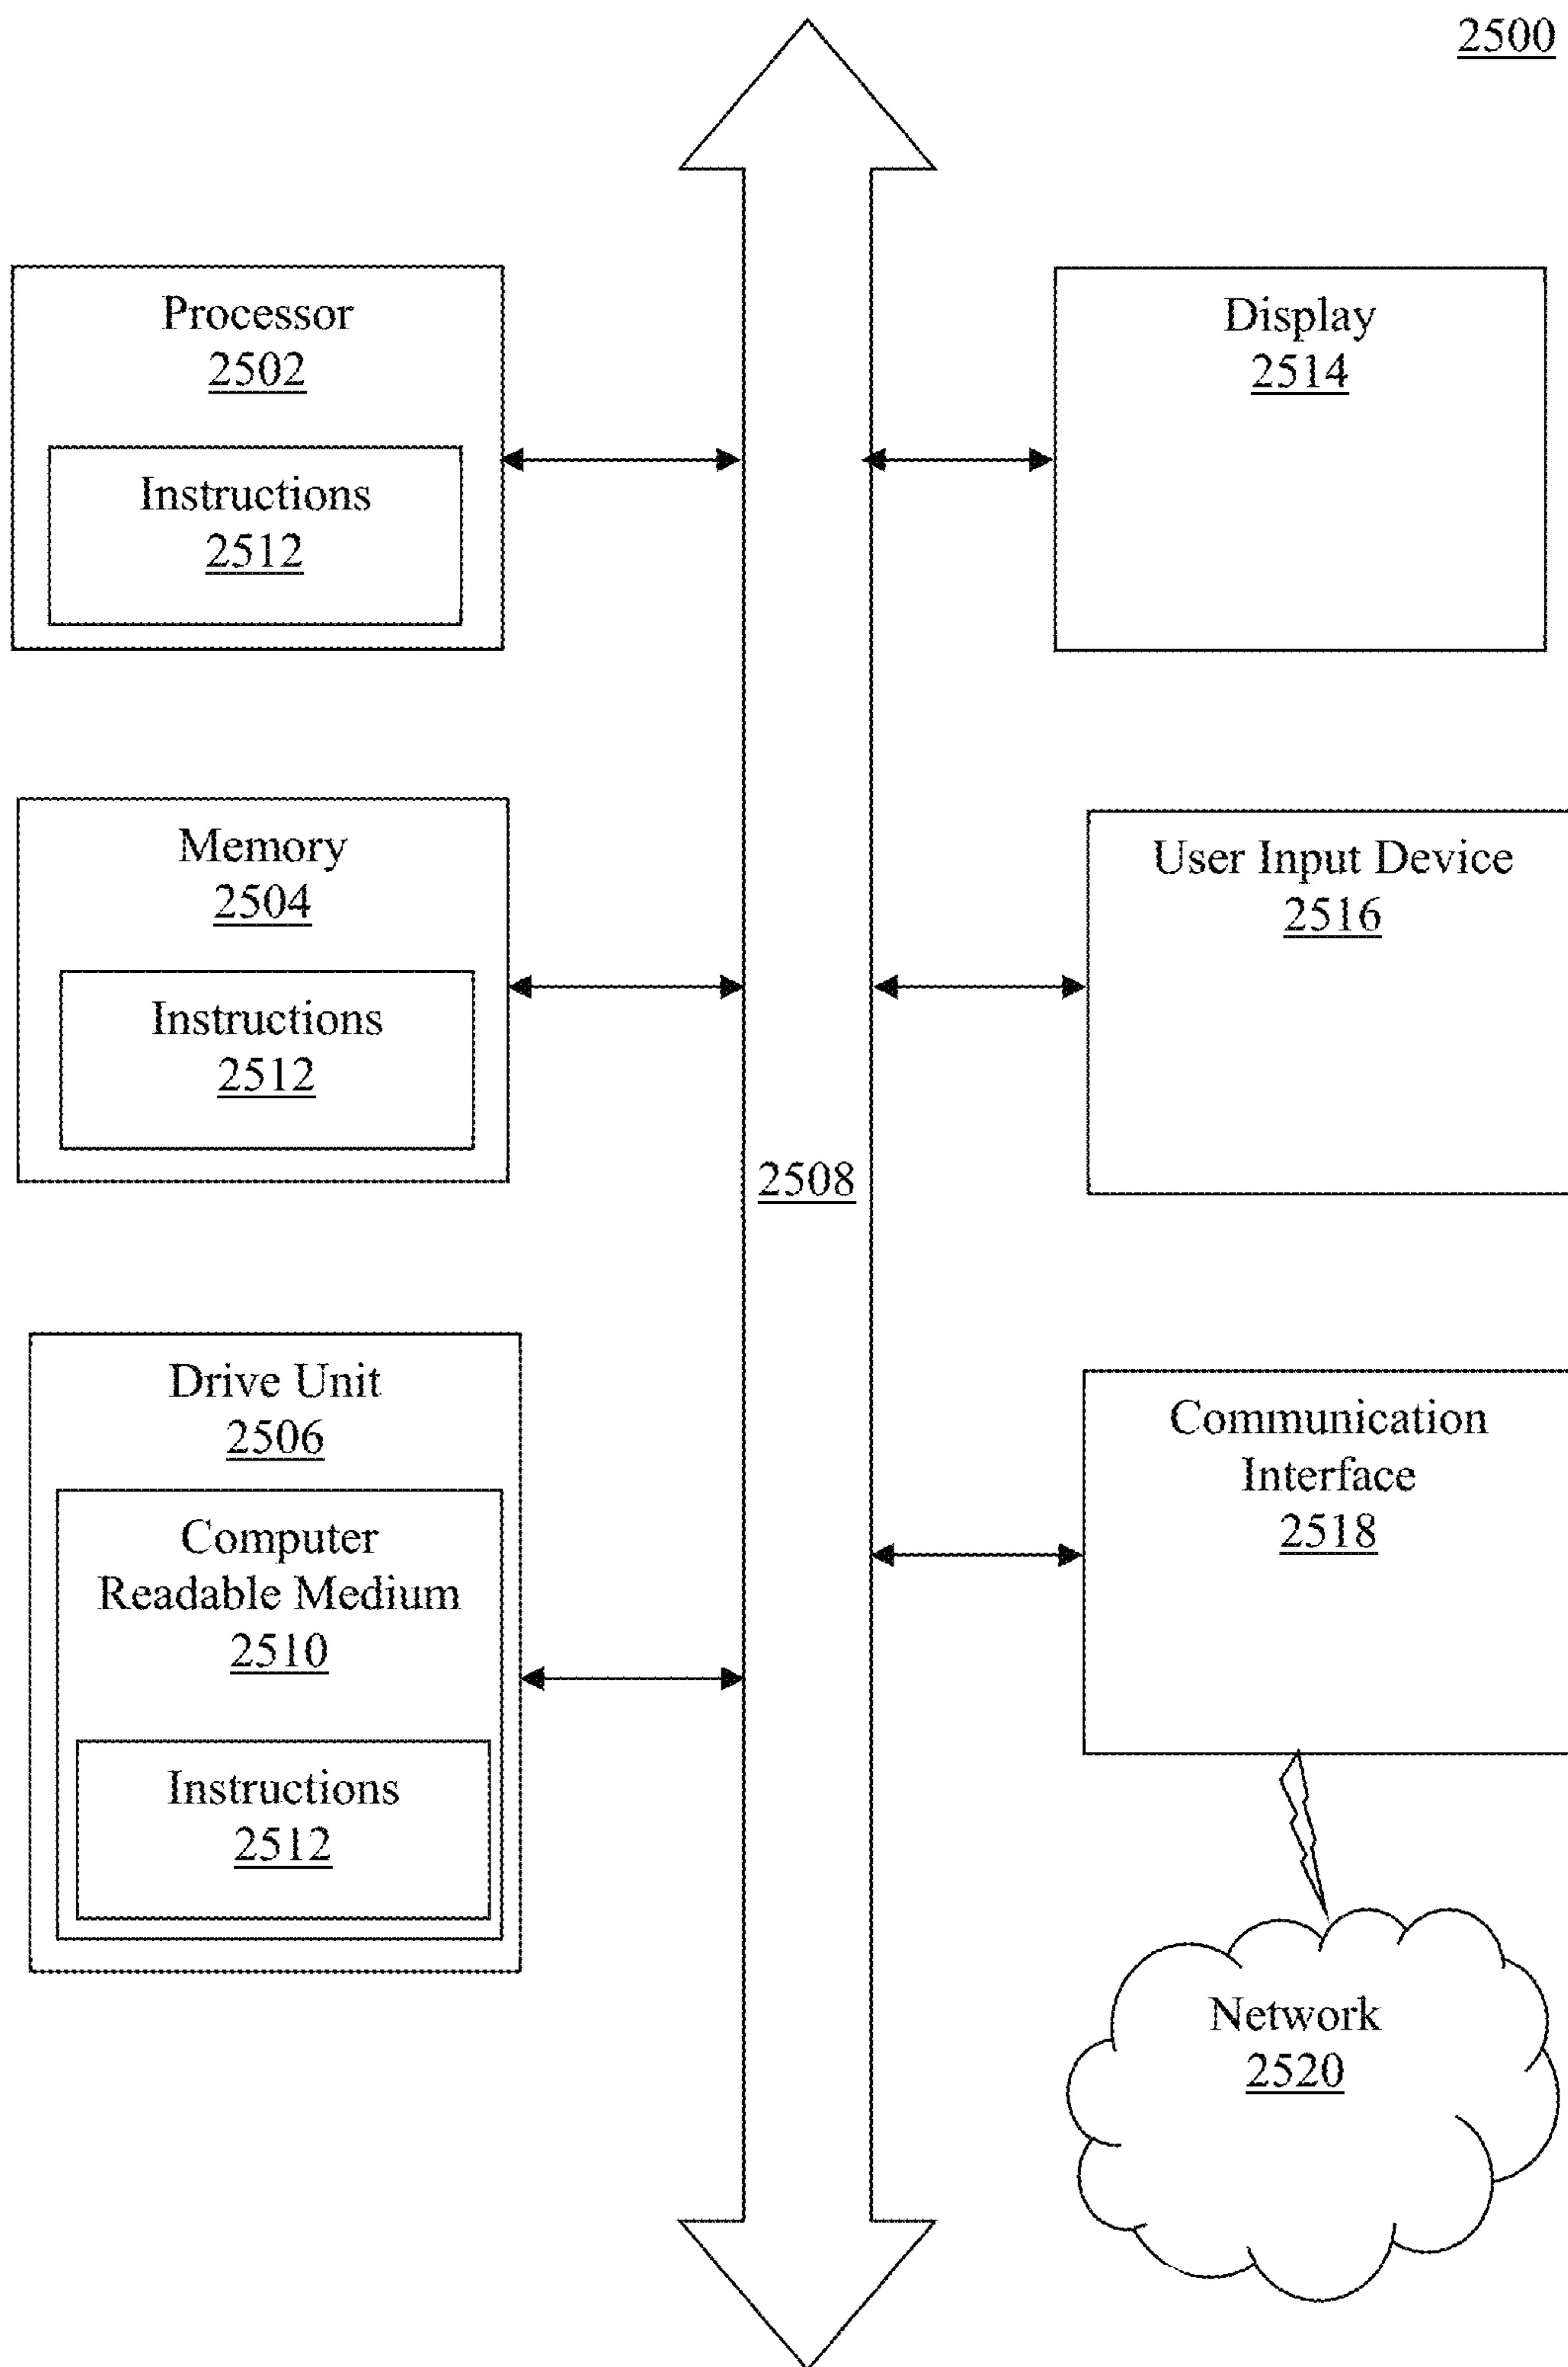 2500
Processor
2502
Instructions
2512
Display
2514
Memory
2504
Instructions
2512
User Input Device
2516
2508
Drive Unit
2506
Computer
Readable Medium
2510
Instructions
2512
Communication
Interface
2518
Network
2520